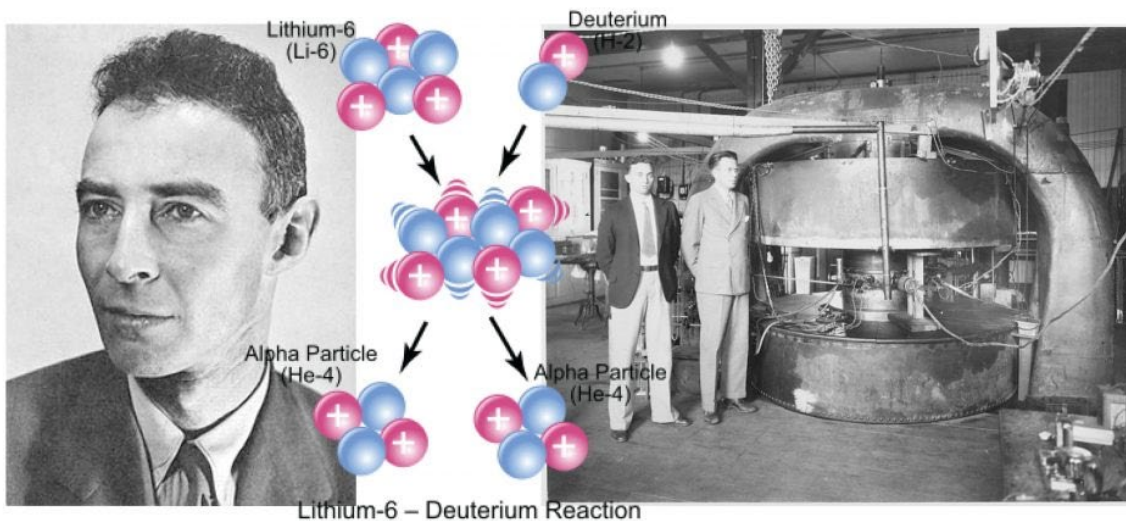 Lithium-6
(Li-6)
Deuterium
(H-2)
+
+
+
+
+
+
+
+
Alpha Particle
(He-4)
Alpha Particle
(He-4)
+
+
+
+
Lithium-6 – Deuterium Reaction